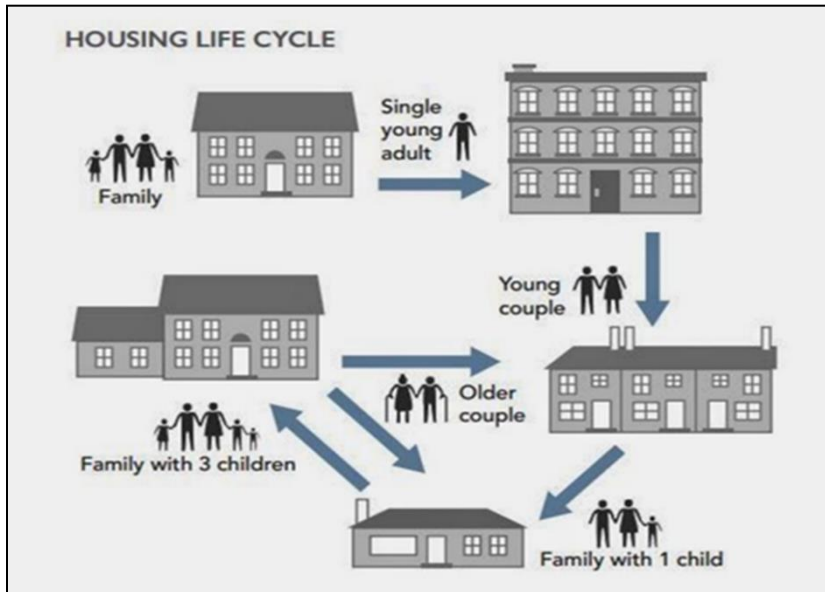 HOUSING LIFE CYCLE
Family
Single
young
adult
Young
couple
Older
couple
Family with 3 children
Family with 1 child